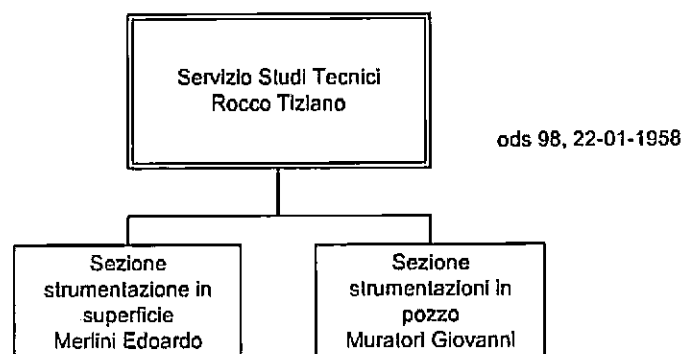 Servizio Studi Tecnici
Rocco Tiziano
ods 98, 22-01-1958
Sezione
strumentazione in
superficie
Merlini Edoardo
Sezione
strumentazioni in
pozzo
Muratori Giovanni